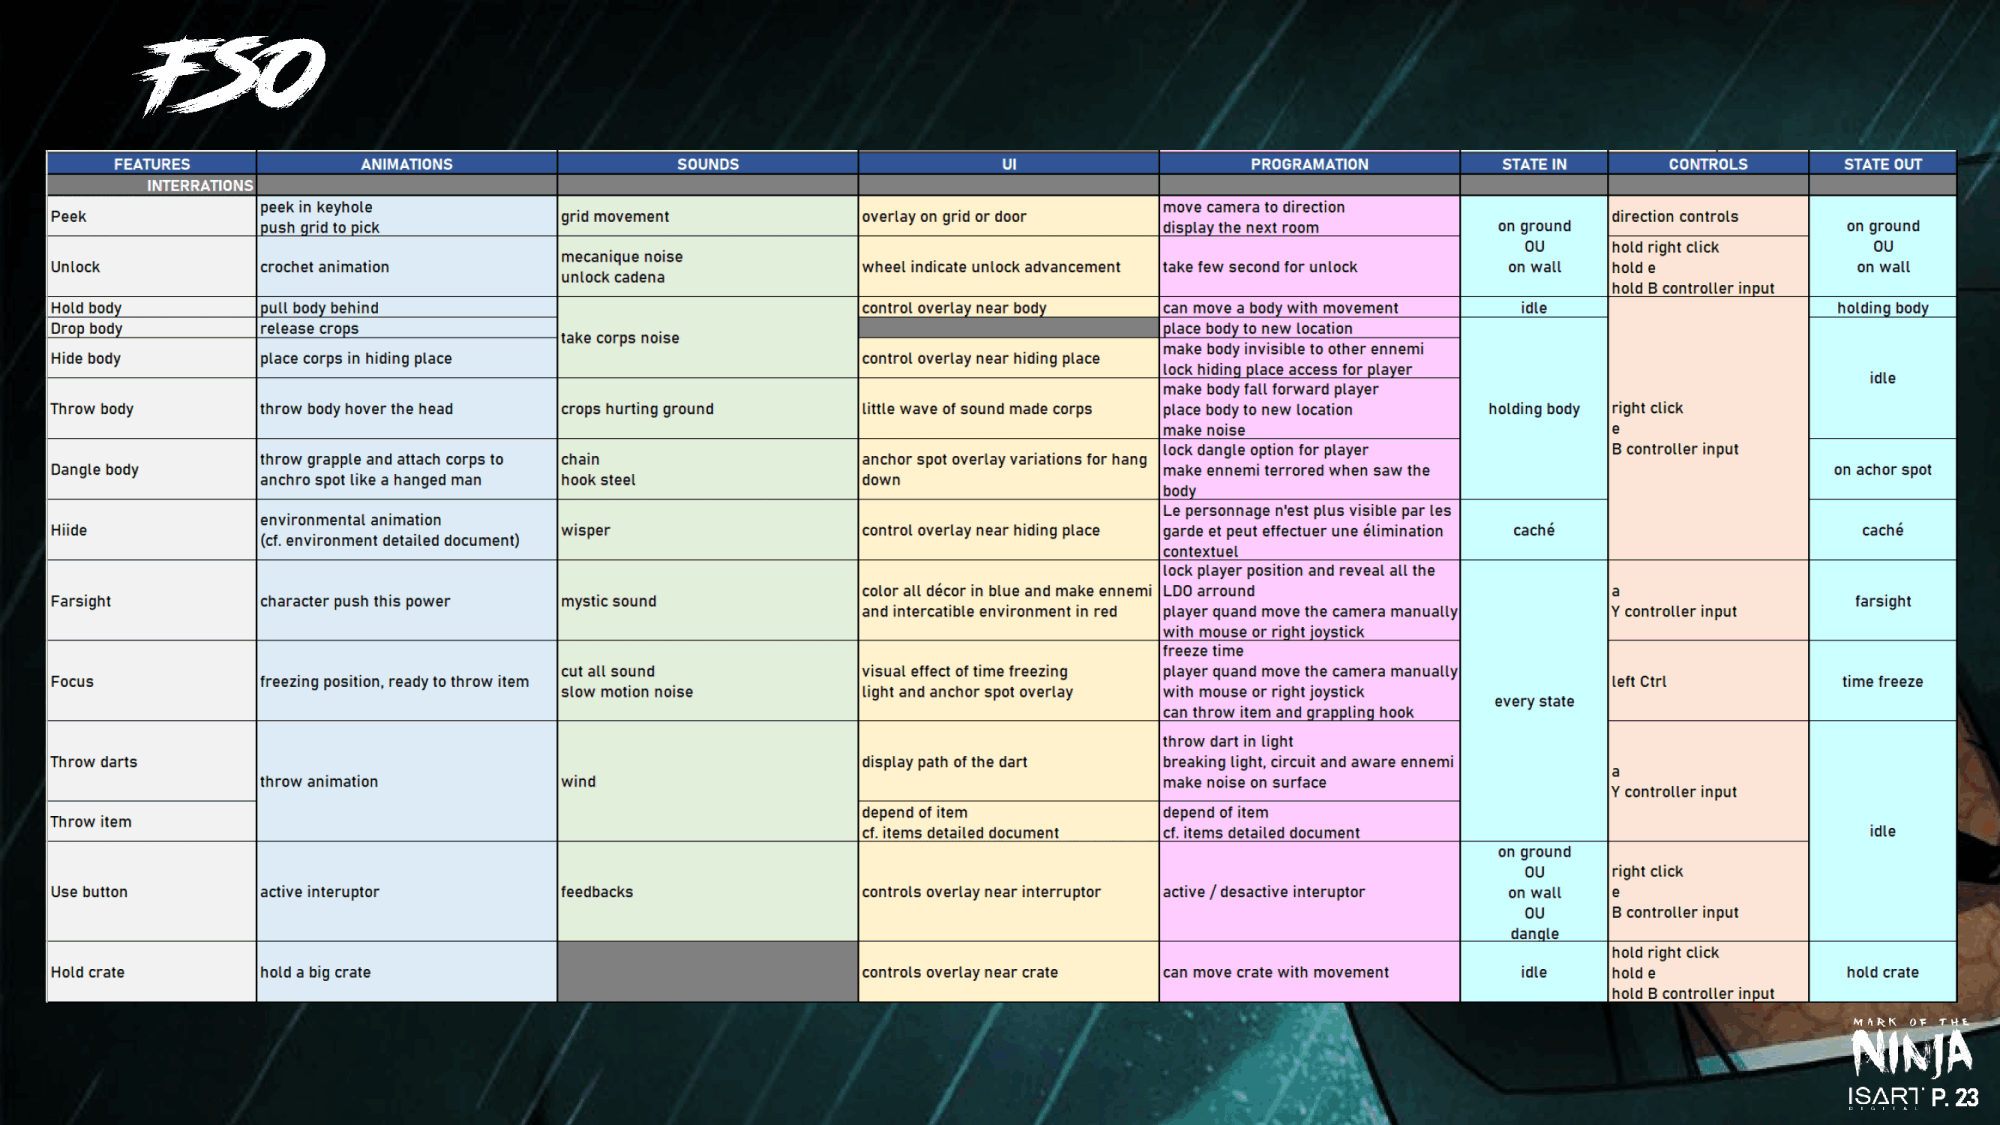 FSO
FEATURES ANIMATIONS SOUNDS UI PROGRAMATION STATE IN CONTROLS STATE OUT
INTERRATIONS
Peek
peek in keyhole
push grid to pick
grid movement
overlay on grid or door
move camera to direction
display the next room
on ground
OU
on wall
direction controls
on ground
OU
on wall
Unlock
crochet animation
mecanique noise
unlock cadena
wheel indicate unlock advancement
take few second for unlock
hold right click
hold e
hold B controller input
Hold body
pull body behind
take corps noise
control overlay near body
can move a body with movement
idle
right click
e
B controller input
holding body
Drop body
release crops
place body to new location
holding body
idle
Hide body
place corps in hiding place
control overlay near hiding place
make body invisible to other ennemi
lock hiding place access for player
Throw body
throw body hover the head
crops hurting ground
little wave of sound made corps
make body fall forward player
place body to new location
make noise
Dangle body
throw grapple and attach corps to
anchro spot like a hanged man
chain
hook steel
anchor spot overlay variations for hang
down
lock dangle option for player
make ennemi terrored when saw the
body
on achor spot
Hiide
environmental animation
(cf. environment detailed document)
wisper
control overlay near hiding place
Le personnage n'est plus visible par les
garde et peut effectuer une élimination
contextuel
caché
caché
Farsight
character push this power
mystic sound
color all décor in blue and make ennemi
and intercatible environment in red
lock player position and reveal all the
LDO arround
player quand move the camera manually
with mouse or right joystick
every state
a
Y controller input
farsight
Focus
freezing position, ready to throw item
cut all sound
slow motion noise
visual effect of time freezing
light and anchor spot overlay
freeze time
player quand move the camera manually
with mouse or right joystick
can throw item and grappling hook
left Ctrl
time freeze
Throw darts
throw animation
wind
display path of the dart
throw dart in light
breaking light, circuit and aware ennemi
make noise on surface
a
Y controller input
idle
Throw item
depend of item
cf. items detailed document
depend of item
cf. items detailed document
Use button
active interuptor
feedbacks
controls overlay near interruptor
active / desactive interuptor
on ground
OU
on wall
OU
dangle
right click
e
B controller input
Hold crate
hold a big crate
controls overlay near crate
can move crate with movement
idle
hold right click
hold e
hold B controller input
hold crate
MARK OF THE
NINJA
ISART P. 23
DIGITAL